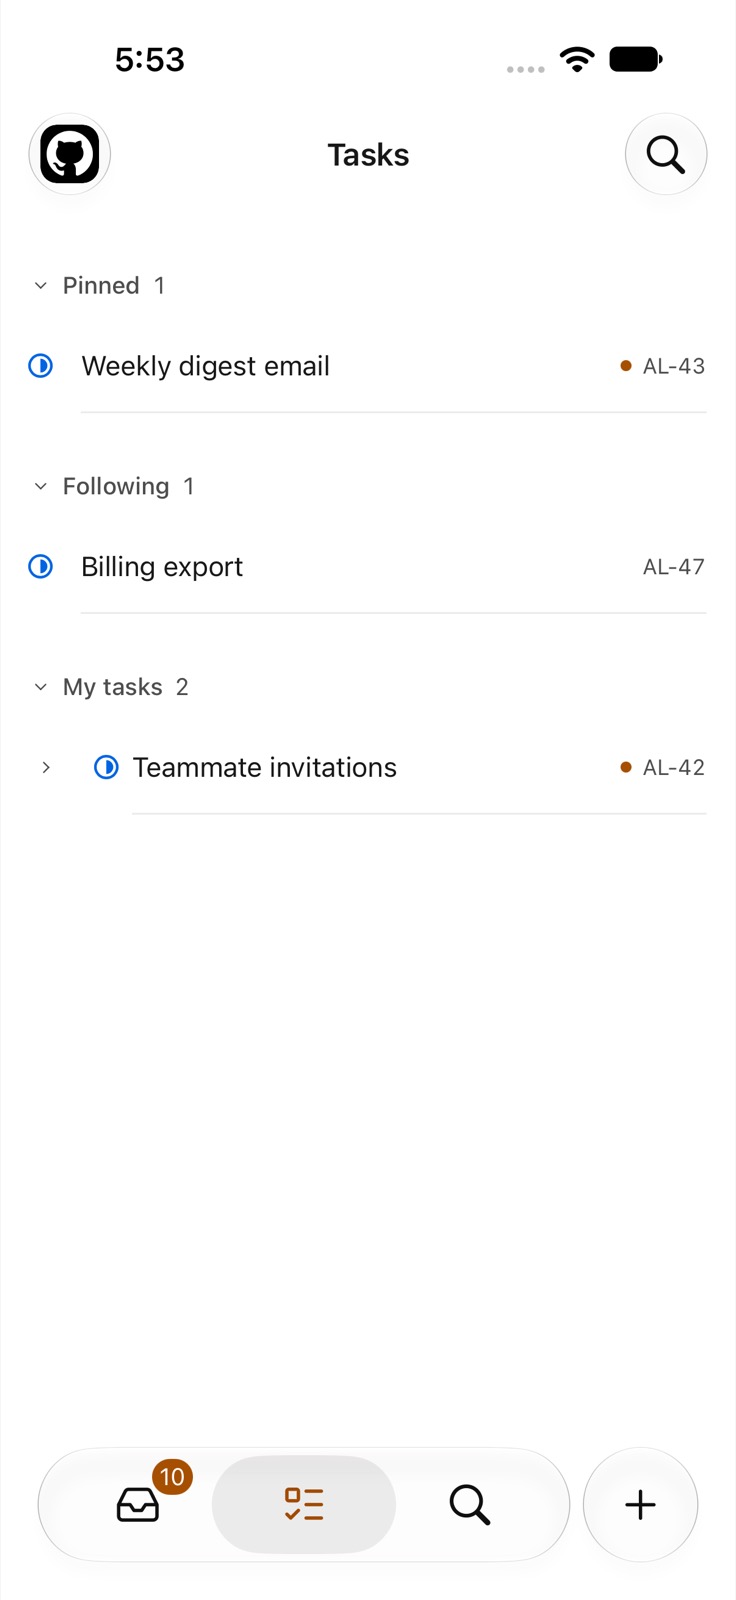 5:53
Tasks
Pinned 1
Weekly digest email AL-43
Following 1
Billing export AL-47
My tasks 2
Teammate invitations AL-42
10